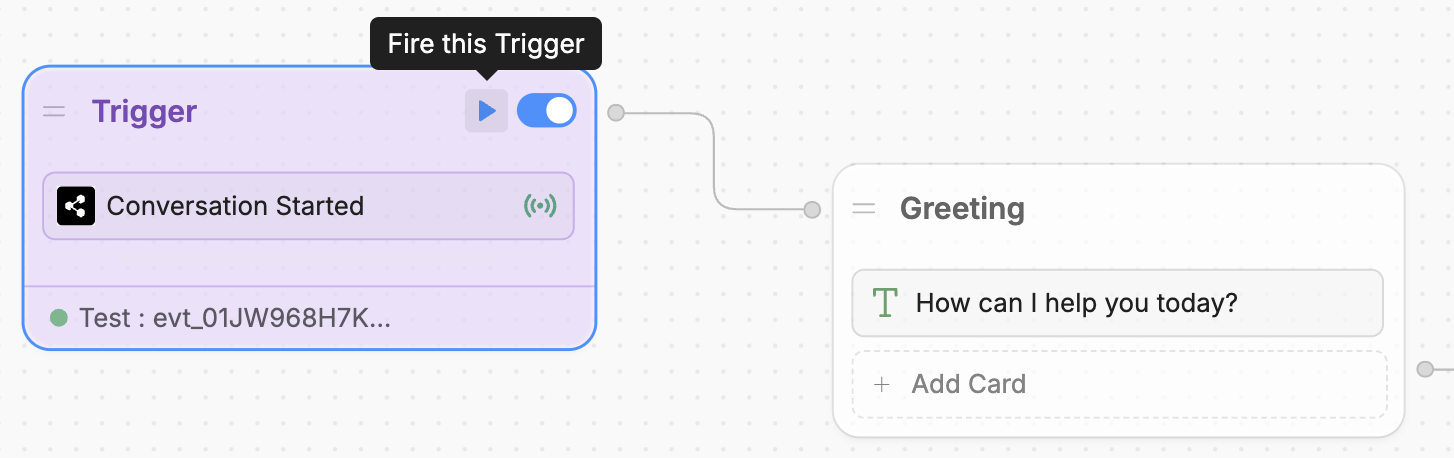 Fire this Trigger
Trigger
Conversation Started
Test : evt_01JW968H7K...
Greeting
How can I help you today?
+ Add Card